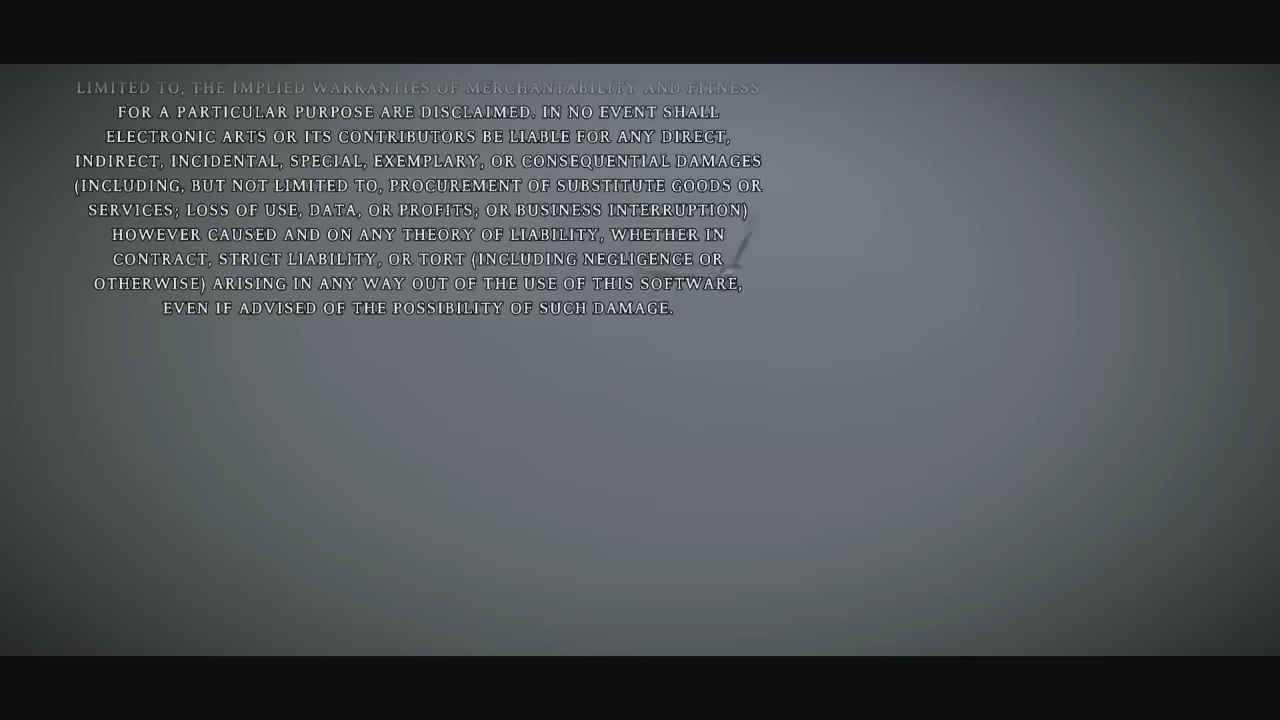 LIMITED TO, THE IMPLIED WARRANTIES OF MERCHANTABILITY AND FITNESS
FOR A PARTICULAR PURPOSE ARE DISCLAIMED. IN NO EVENT SHALL
ELECTRONIC ARTS OR ITS CONTRIBUTORS BE LIABLE FOR ANY DIRECT,
INDIRECT, INCIDENTAL, SPECIAL, EXEMPLARY, OR CONSEQUENTIAL DAMAGES
(INCLUDING, BUT NOT LIMITED TO, PROCUREMENT OF SUBSTITUTE GOODS OR
SERVICES; LOSS OF USE, DATA, OR PROFITS; OR BUSINESS INTERRUPTION)
HOWEVER CAUSED AND ON ANY THEORY OF LIABILITY, WHETHER IN
CONTRACT, STRICT LIABILITY, OR TORT (INCLUDING NEGLIGENCE OR
OTHERWISE) ARISING IN ANY WAY OUT OF THE USE OF THIS SOFTWARE,
EVEN IF ADVISED OF THE POSSIBILITY OF SUCH DAMAGE.